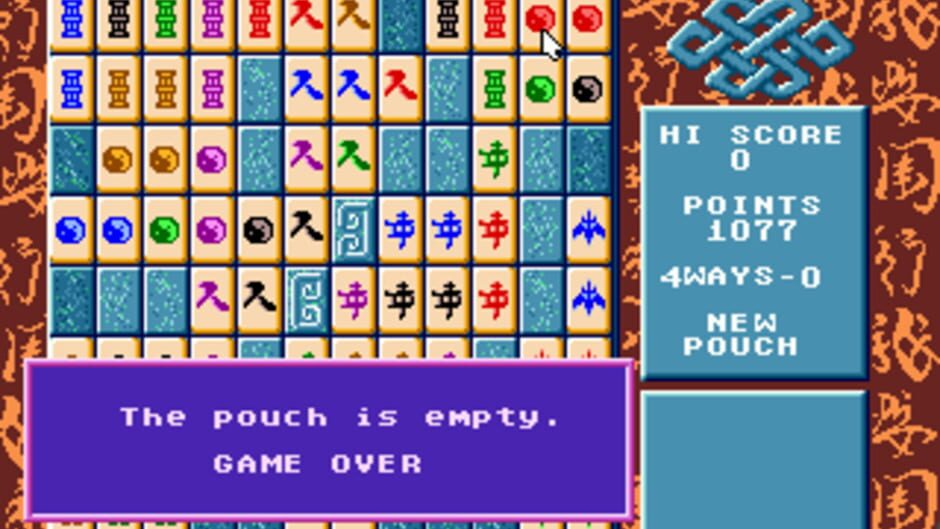 HI SCORE
0
POINTS
1077
4WAYS-0
NEW
POUCH
The pouch is empty.
GAME OVER